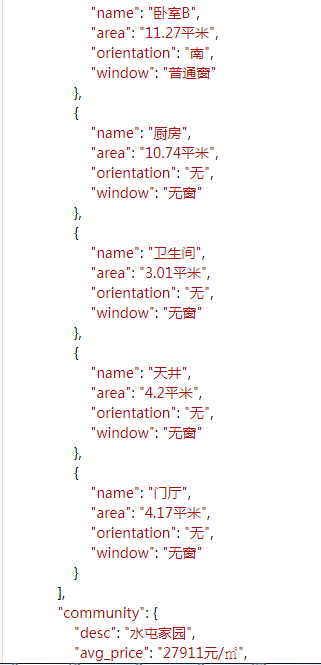 "name": "卧室B",
"area": "11.27平米",
"orientation": "南",
"window": "普通窗"
},
{
"name": "厨房",
"area": "10.74平米",
"orientation": "无",
"window": "无窗"
},
{
"name": "卫生间",
"area": "3.01平米",
"orientation": "无",
"window": "无窗"
},
{
"name": "天井",
"area": "4.2平米",
"orientation": "无",
"window": "无窗"
},
{
"name": "门厅",
"area": "4.17平米",
"orientation": "无",
"window": "无窗"
}
],
"community": {
"desc": "水屯家园",
"avg_price": "27911元/㎡",